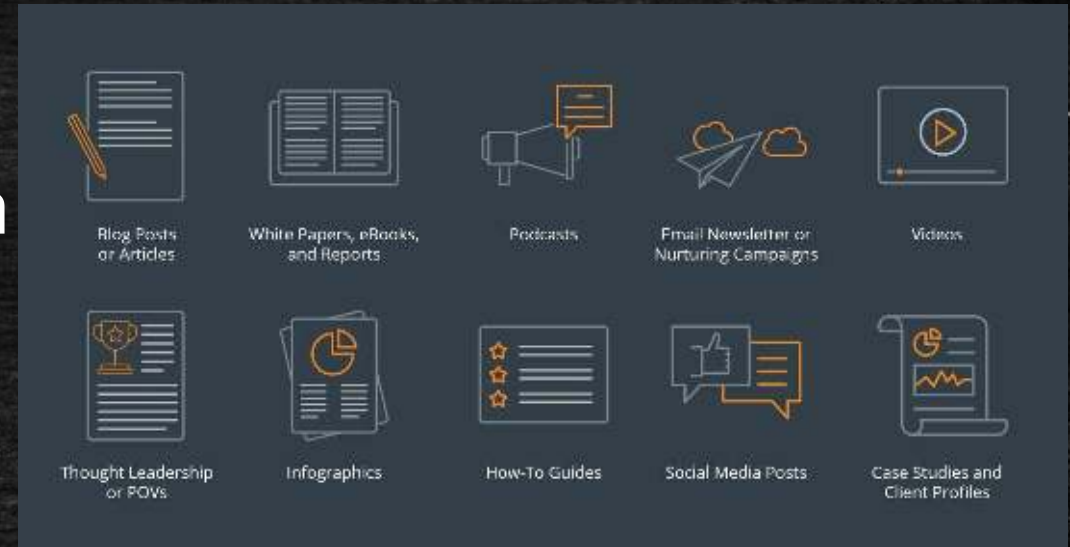 Blog Posts
or Articles
White Papers, eBooks,
and Reports
Podcasts
Email Newsletter or
Nurturing Campaigns
Videos
Thought Leadership
or POVs
Infographics
How-To Guides
Social Media Posts
Case Studies and
Client Profiles